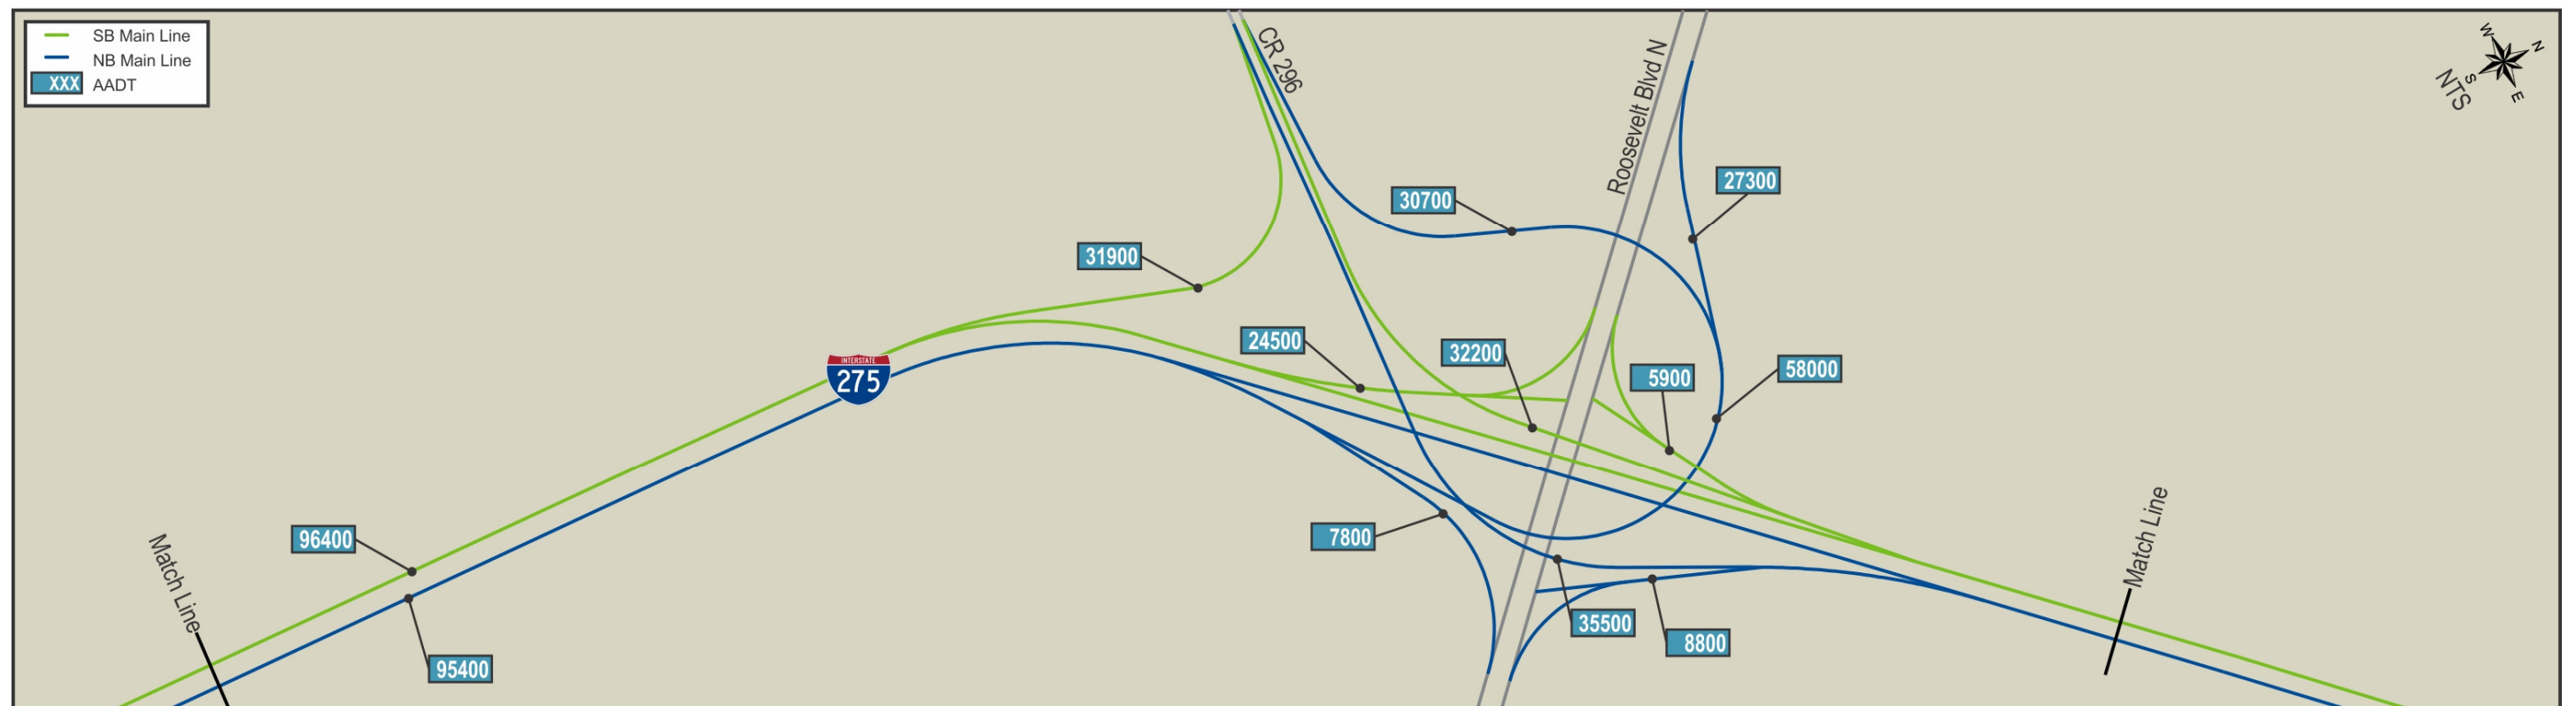 SB Main Line
NB Main Line
XXX AADT
CR 296
Roosevelt Blvd N
W
N
S
E
NTS
27300
30700
31900
24500
32200
5900
58000
INTERSTATE
275
96400
7800
Match Line
Match Line
35500
8800
95400